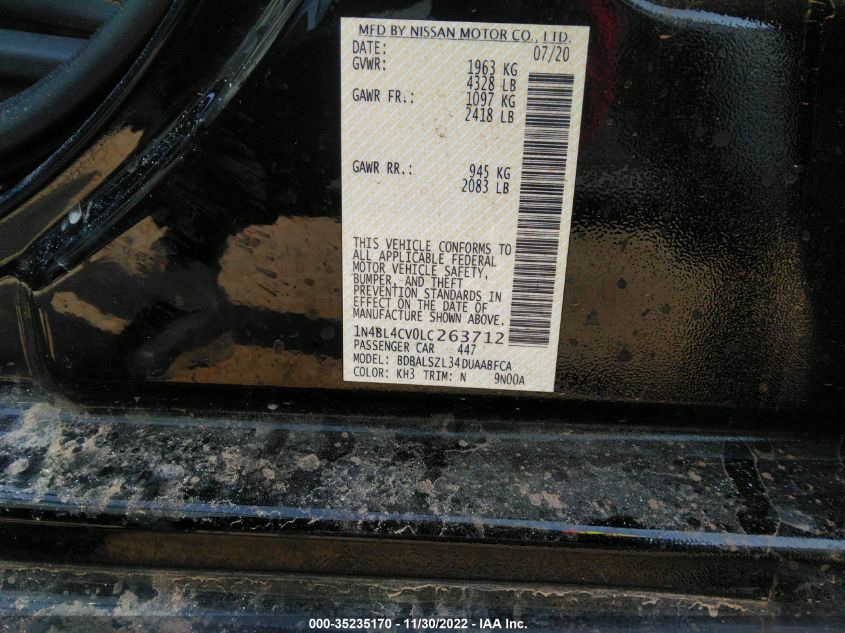 MFD BY NISSAN MOTOR CO., LTD.
DATE: 07/20
GVWR: 1963 KG
4328 LB
GAWR FR.: 1097 KG
2418 LB
GAWR RR.: 945 KG
2083 LB
THIS VEHICLE CONFORMS TO
ALL APPLICABLE FEDERAL
MOTOR VEHICLE SAFETY,
BUMPER, AND THEFT
PREVENTION STANDARDS IN
EFFECT ON THE DATE OF
MANUFACTURE SHOWN ABOVE.
1N4BL4CV0LC263712
PASSENGER CAR 447
MODEL: BDBALSZL34DUAABFCA
COLOR: KH3 TRIM: N 9N00A
000-35235170 - 11/30/2022 - IAA Inc.